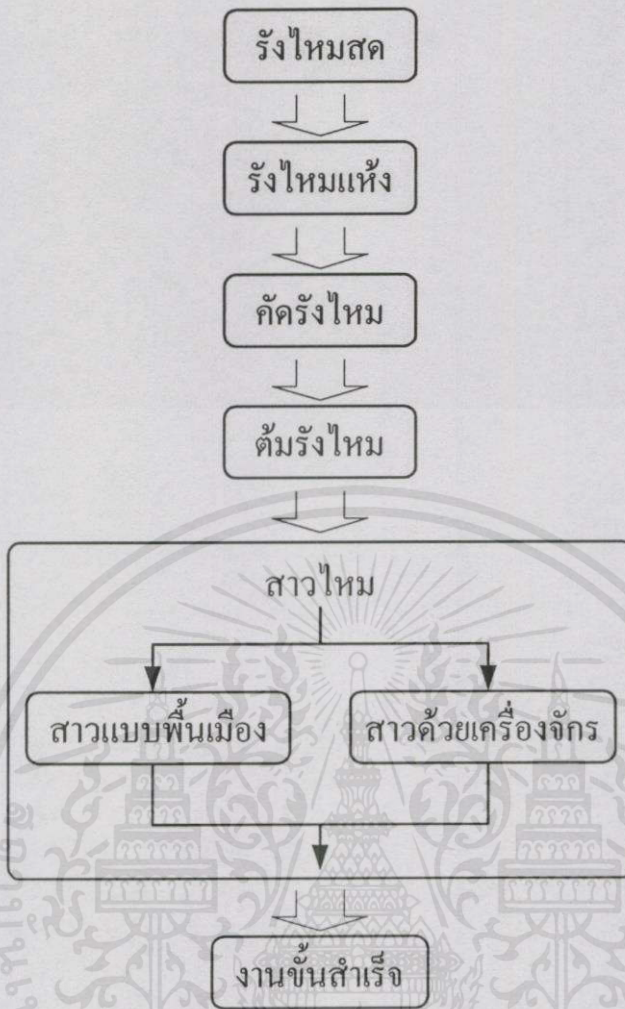 รังไหมสด
รังไหมแห้ง
คัดรังไหม
ต้มรังไหม
สาวไหม
สาวแบบพื้นเมือง
สาวด้วยเครื่องจักร
งานขั้นสำเร็จ